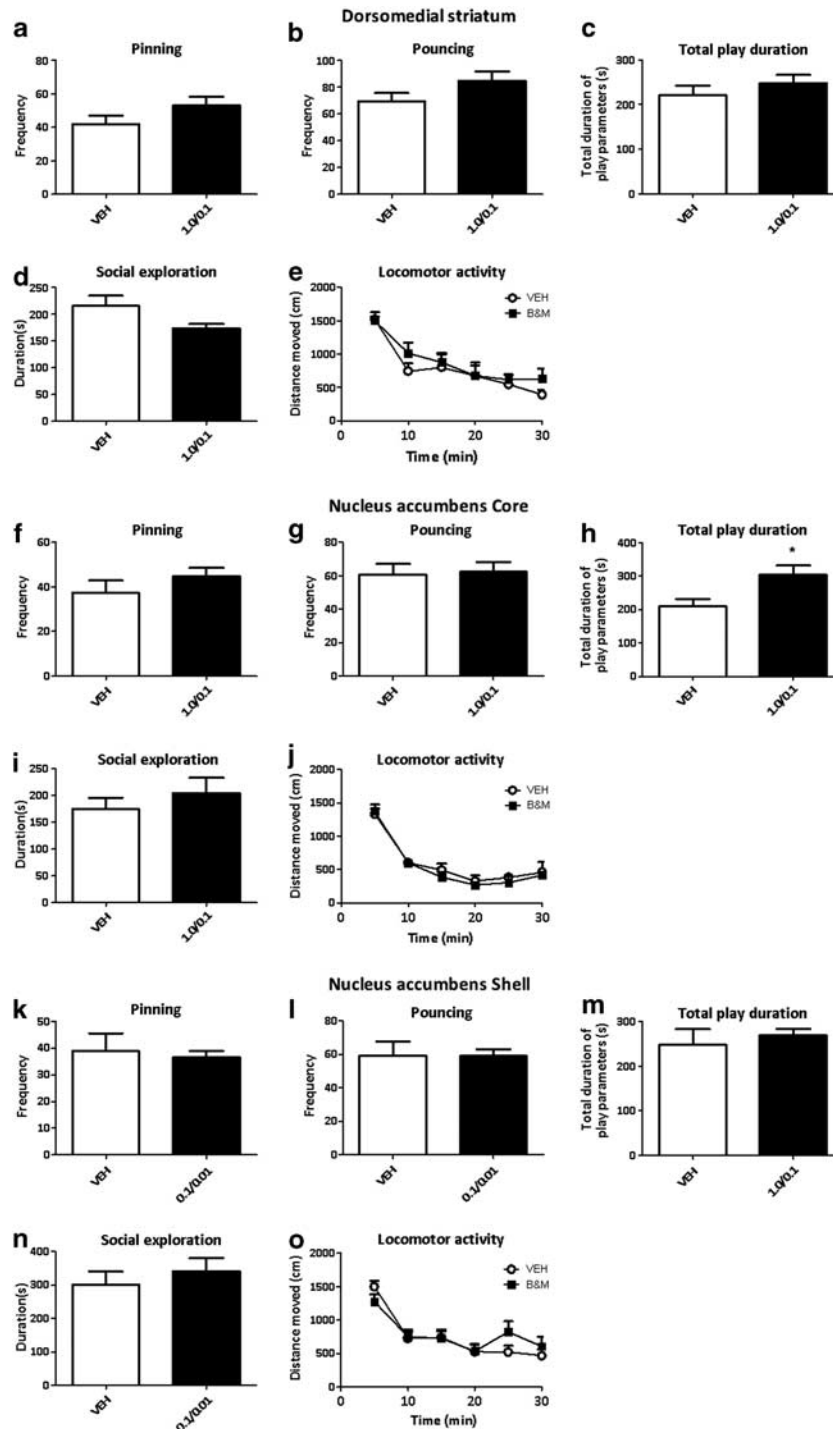 Dorsomedial striatum
a
Pinning
Frequency
80
60
40
20
0
VEH
1.0/0.1
b
Pouncing
Frequency
100
80
60
40
20
0
VEH
1.0/0.1
c
Total play duration
Total duration of
play parameters (s)
300
200
100
0
VEH
1.0/0.1
d
Social exploration
Duration(s)
250
200
150
100
50
0
VEH
1.0/0.1
e
Locomotor activity
Distance moved (cm)
2000
1500
1000
500
0
VEH
B&M
0 10 20 30
Time (min)
Nucleus accumbens Core
f
Pinning
Frequency
60
40
20
0
VEH
1.0/0.1
g
Pouncing
Frequency
80
60
40
20
0
VEH
1.0/0.1
h
Total play duration
Total duration of
play parameters (s)
400
300
200
100
0
*
VEH
1.0/0.1
i
Social exploration
Duration(s)
250
200
150
100
50
0
VEH
1.0/0.1
j
Locomotor activity
Distance moved (cm)
2000
1500
1000
500
0
VEH
B&M
0 10 20 30
Time (min)
Nucleus accumbens Shell
k
Pinning
Frequency
50
40
30
20
10
0
VEH
0.1/0.01
l
Pouncing
Frequency
80
60
40
20
0
VEH
0.1/0.01
m
Total play duration
Total duration of
play parameters (s)
300
200
100
0
VEH
1.0/0.1
n
Social exploration
Duration(s)
400
300
200
100
0
VEH
0.1/0.01
o
Locomotor activity
Distance moved (cm)
2000
1500
1000
500
0
VEH
B&M
0 10 20 30
Time (min)